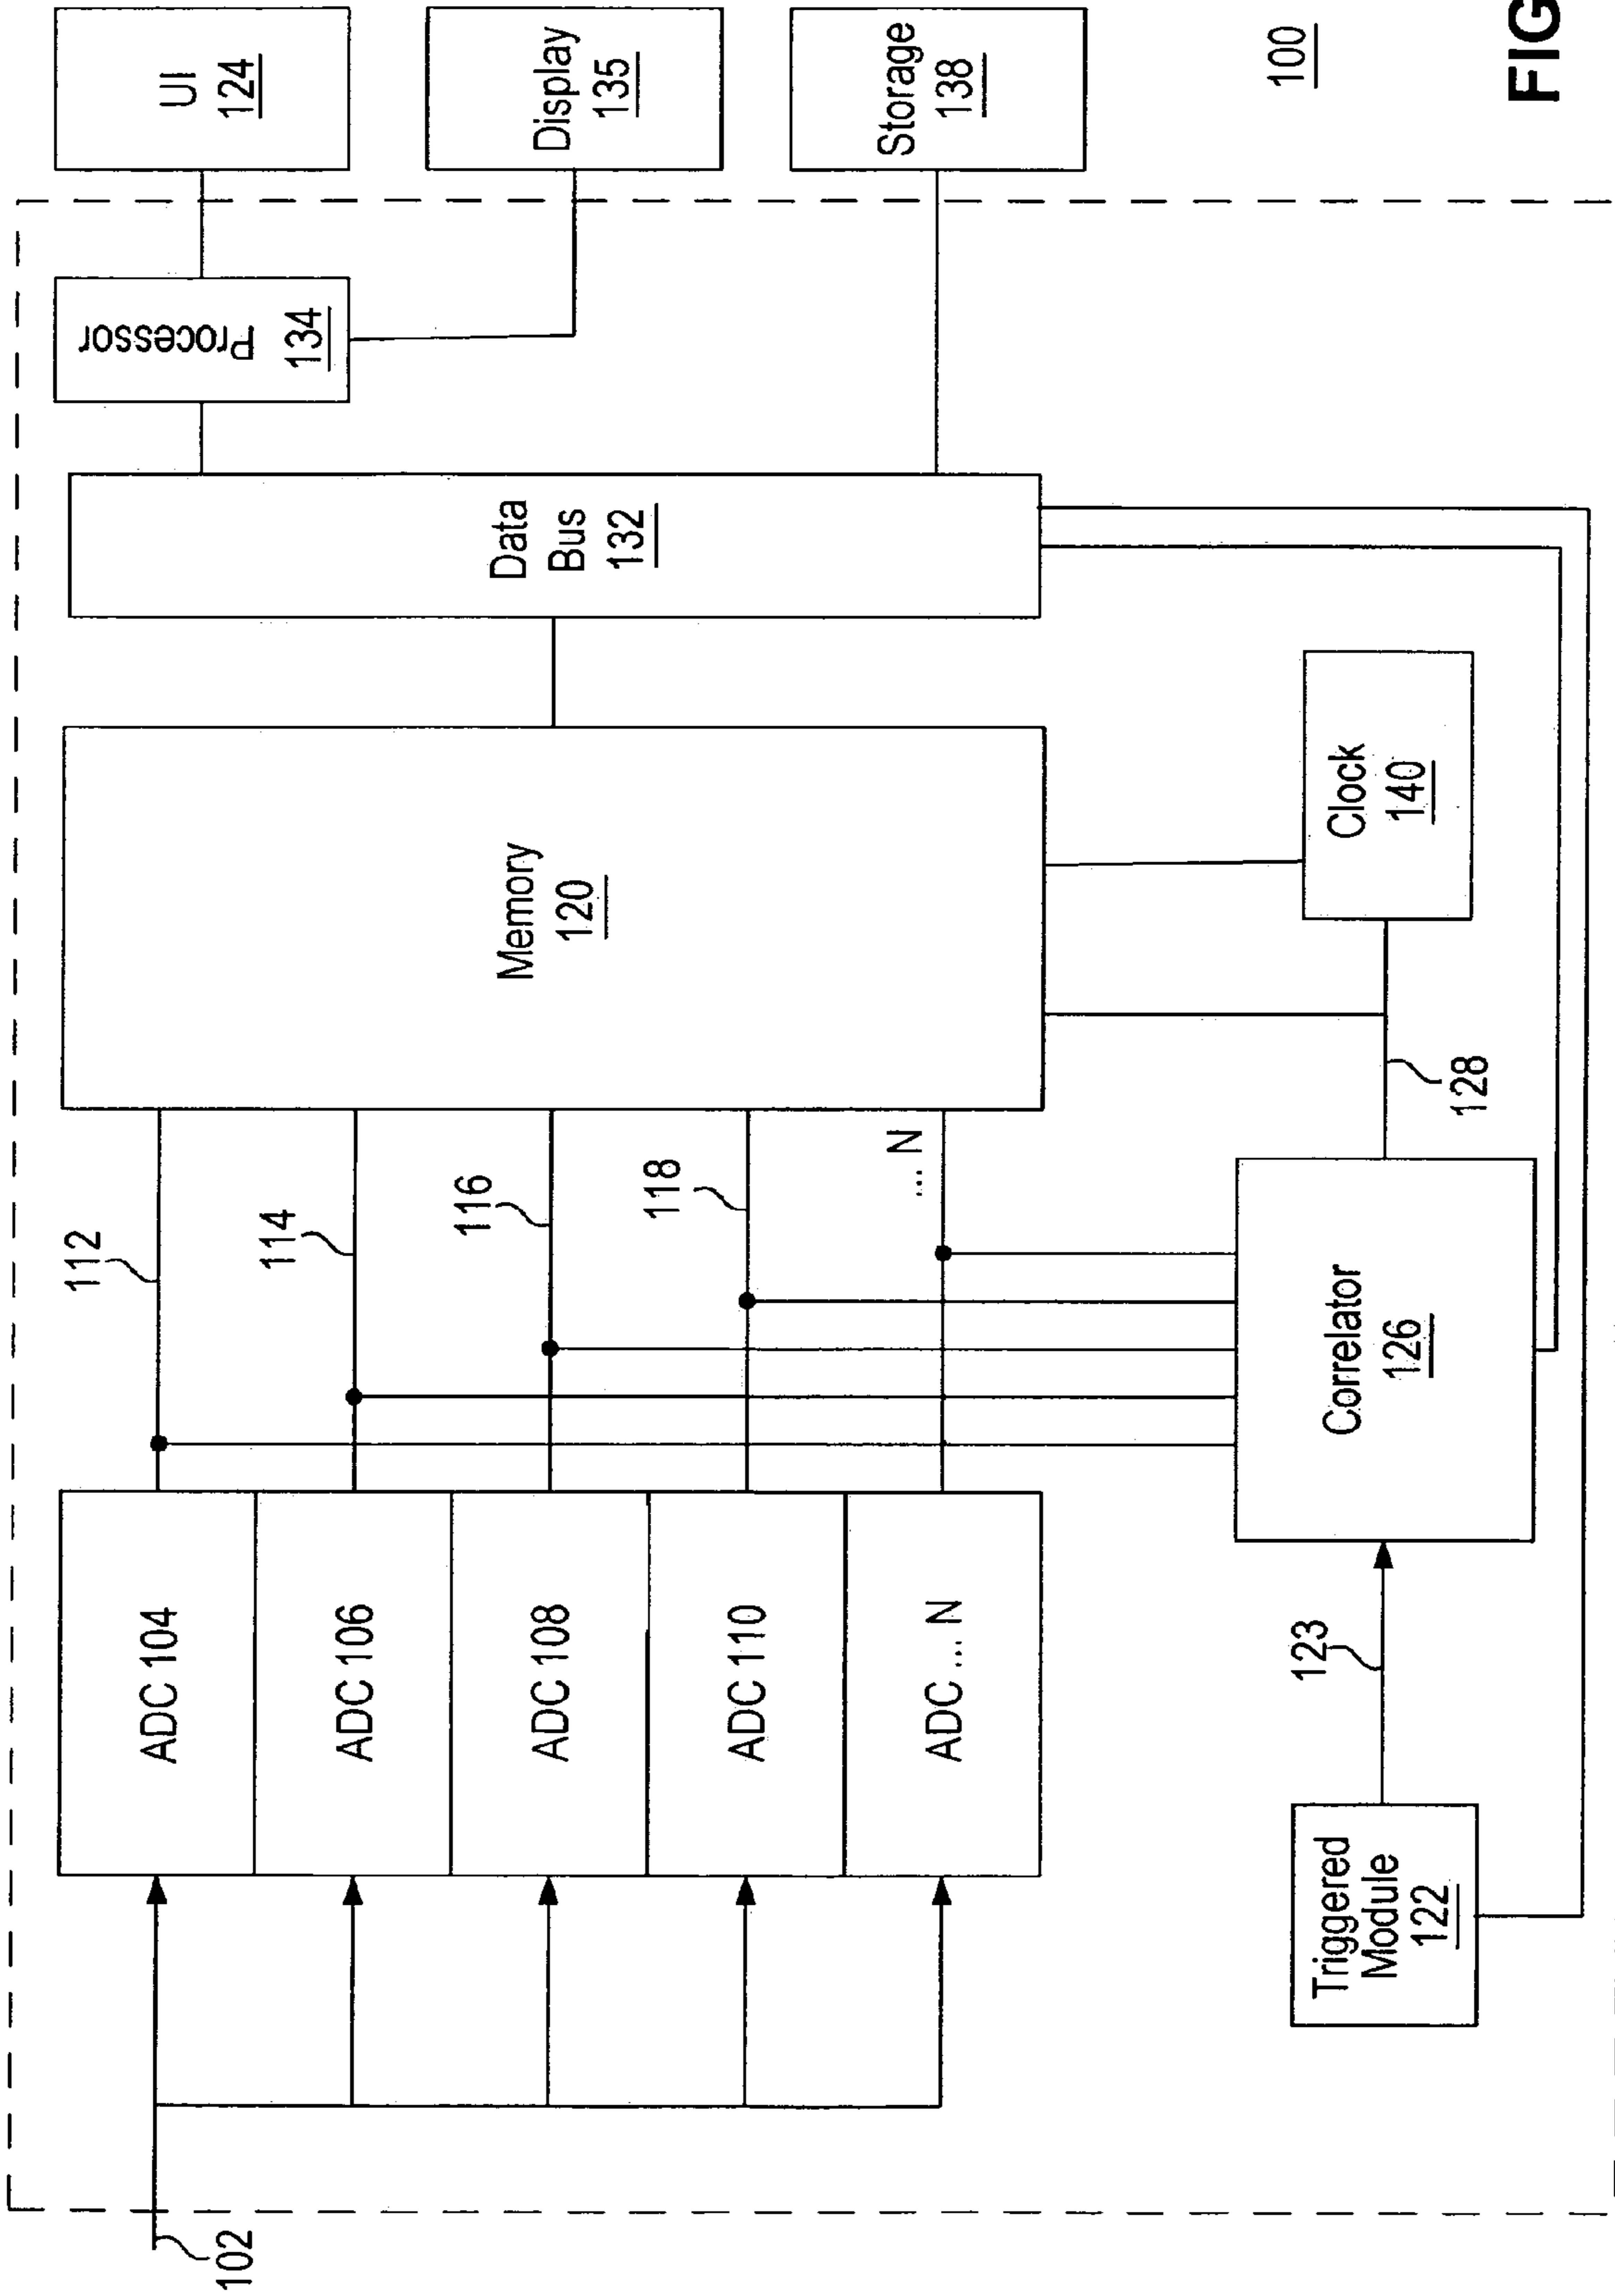 102
ADC 104
ADC 106
ADC 108
ADC 110
ADC ... N
112
114
116
118
... N
Memory
120
Data
Bus
132
Processor
134
UI
124
Display
135
Storage
138
Triggered
Module
122
123
Correlator
126
128
Clock
140
100
FIG